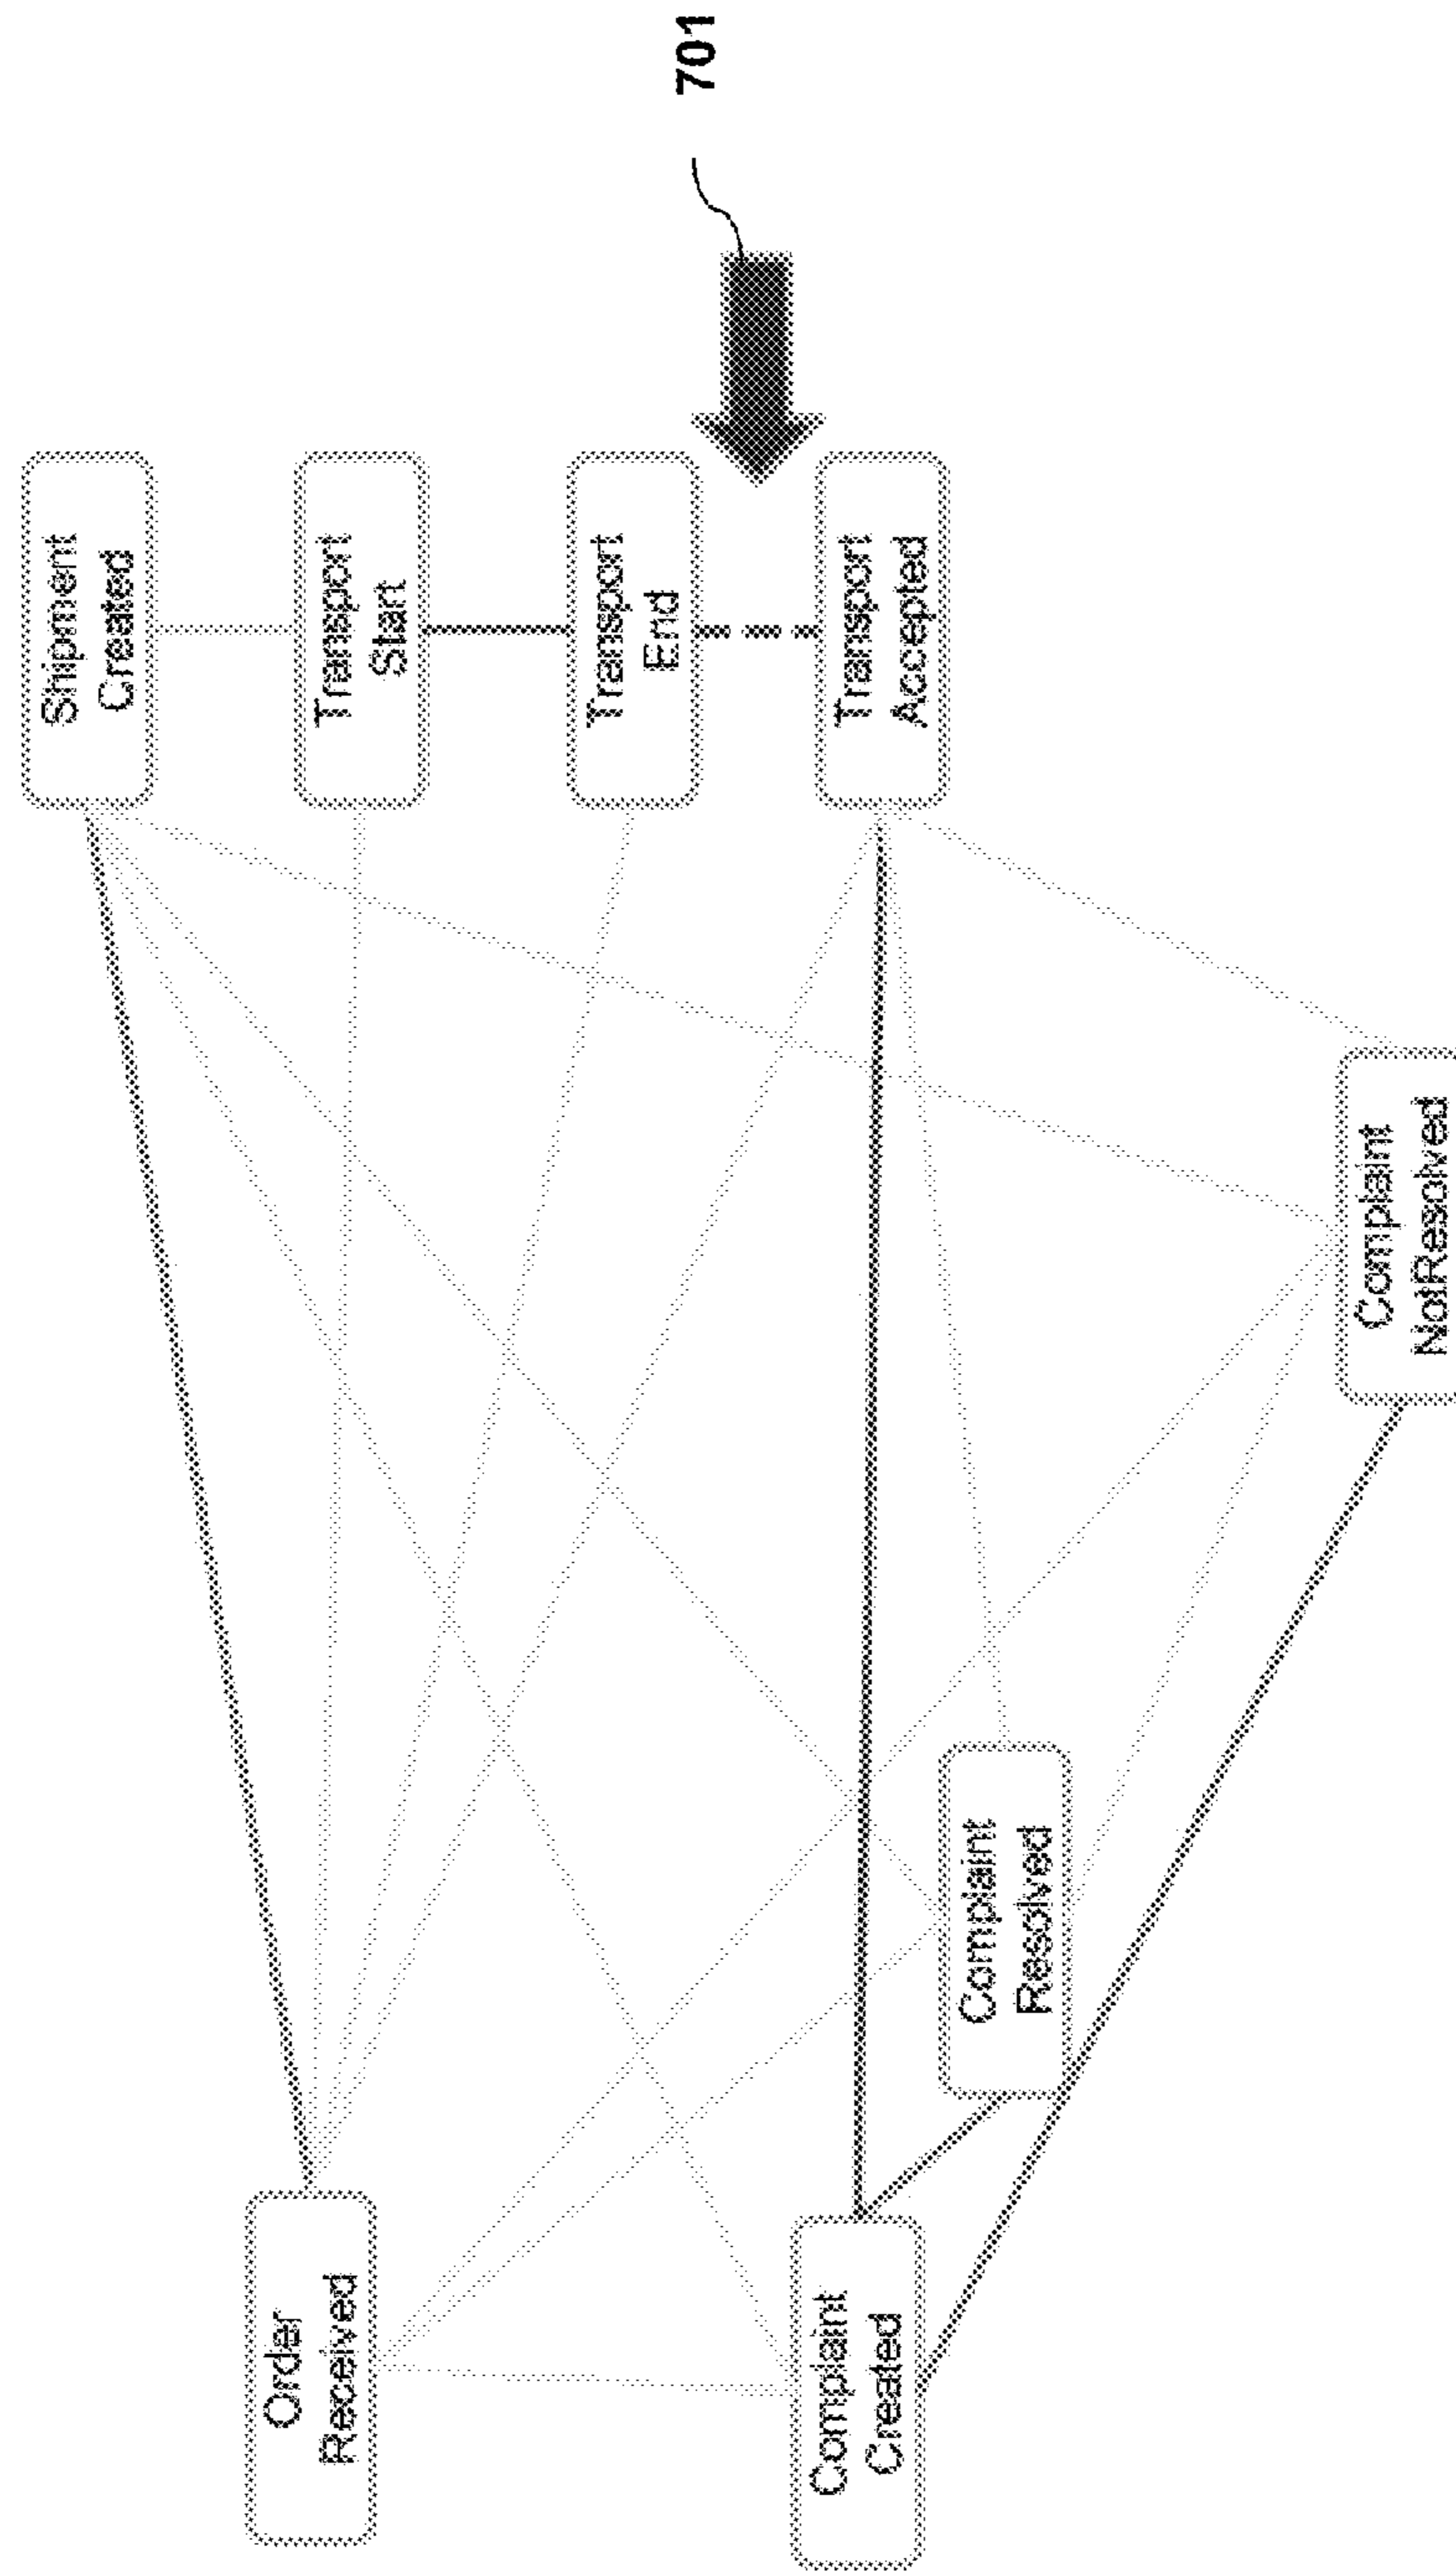 701
Shipment
Created
Transport
Start
Transport
End
Transport
Accepted
Order
Received
Complaint
Created
Complaint
Resolved
Complaint
NotResolved